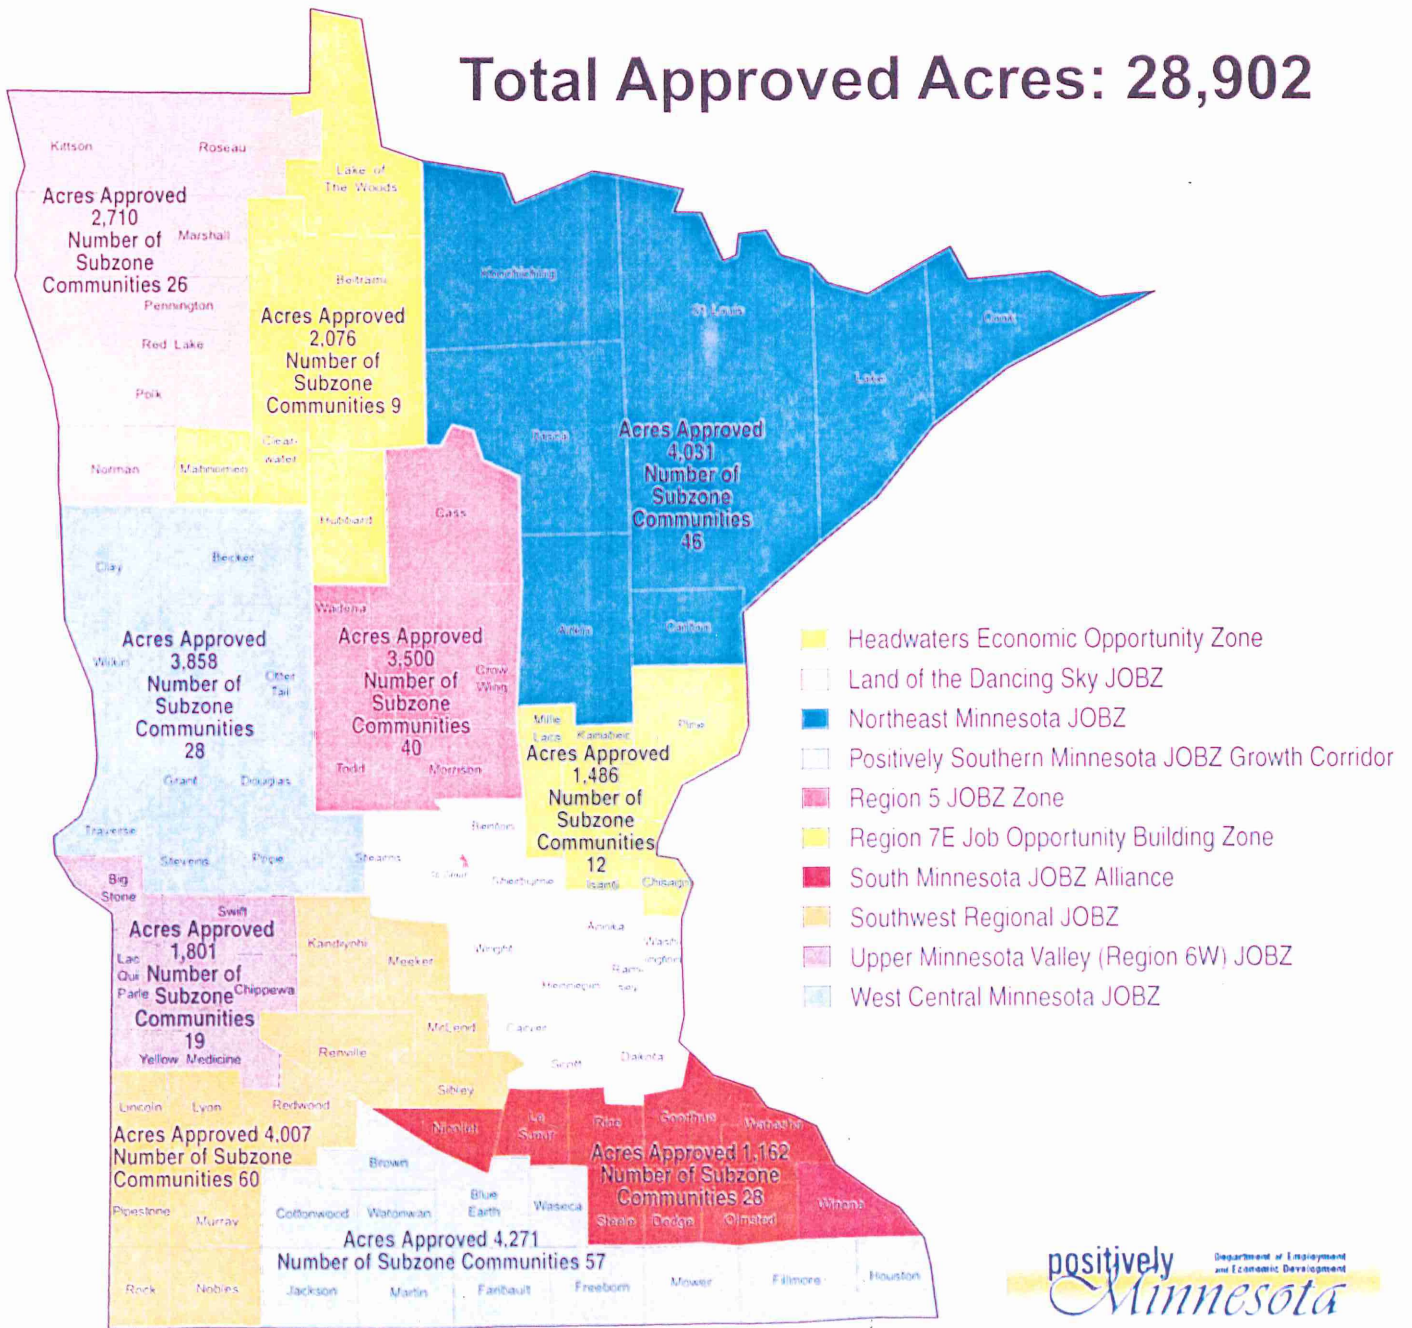 Total Approved Acres: 28,902
Kittson
Roseau
Lake of
The Woods
Acres Approved
2,710
Number of
Subzone
Communities 26
Marshall
Pennington
Red Lake
Polk
Norman
Mahnomen
Clear-
water
Beltrami
Acres Approved
2,076
Number of
Subzone
Communities 9
Hubbard
Koochiching
St. Louis
Lake
Cook
Itasca
Acres Approved
4,031
Number of
Subzone
Communities
46
Aitkin
Carlton
Cass
Wadena
Acres Approved
3,500
Number of
Subzone
Communities
40
Crow
Wing
Todd
Morrison
Clay
Becker
Acres Approved
3,858
Number of
Subzone
Communities
28
Wilkin
Otter
Tail
Grant
Douglas
Traverse
Stevens
Pope
Stearns
Mille
Lacs
Kanabec
Pine
Acres Approved
1,486
Number of
Subzone
Communities
12
Isanti
Chisago
Benton
Sherburne
Anoka
Wright
Wash-
ington
Hennepin
Ram-
sey
Carver
Scott
Dakota
Big
Stone
Swift
Acres Approved
1,801
Number of
Subzone
Communities
19
Lac
Qui
Parle
Chippewa
Yellow Medicine
Kandiyohi
Meeker
McLeod
Renville
Sibley
Lincoln
Lyon
Redwood
Acres Approved 4,007
Number of Subzone
Communities 60
Pipestone
Murray
Rock
Nobles
Nicollet
Le
Sueur
Rice
Goodhue
Wabasha
Acres Approved 1,162
Number of Subzone
Communities 28
Steele
Dodge
Olmsted
Winona
Brown
Cottonwood
Watonwan
Blue
Earth
Waseca
Acres Approved 4,271
Number of Subzone Communities 57
Jackson
Martin
Faribault
Freeborn
Mower
Fillmore
Houston
Headwaters Economic Opportunity Zone
Land of the Dancing Sky JOBZ
Northeast Minnesota JOBZ
Positively Southern Minnesota JOBZ Growth Corridor
Region 5 JOBZ Zone
Region 7E Job Opportunity Building Zone
South Minnesota JOBZ Alliance
Southwest Regional JOBZ
Upper Minnesota Valley (Region 6W) JOBZ
West Central Minnesota JOBZ
positively
Minnesota
Department of Employment
and Economic Development